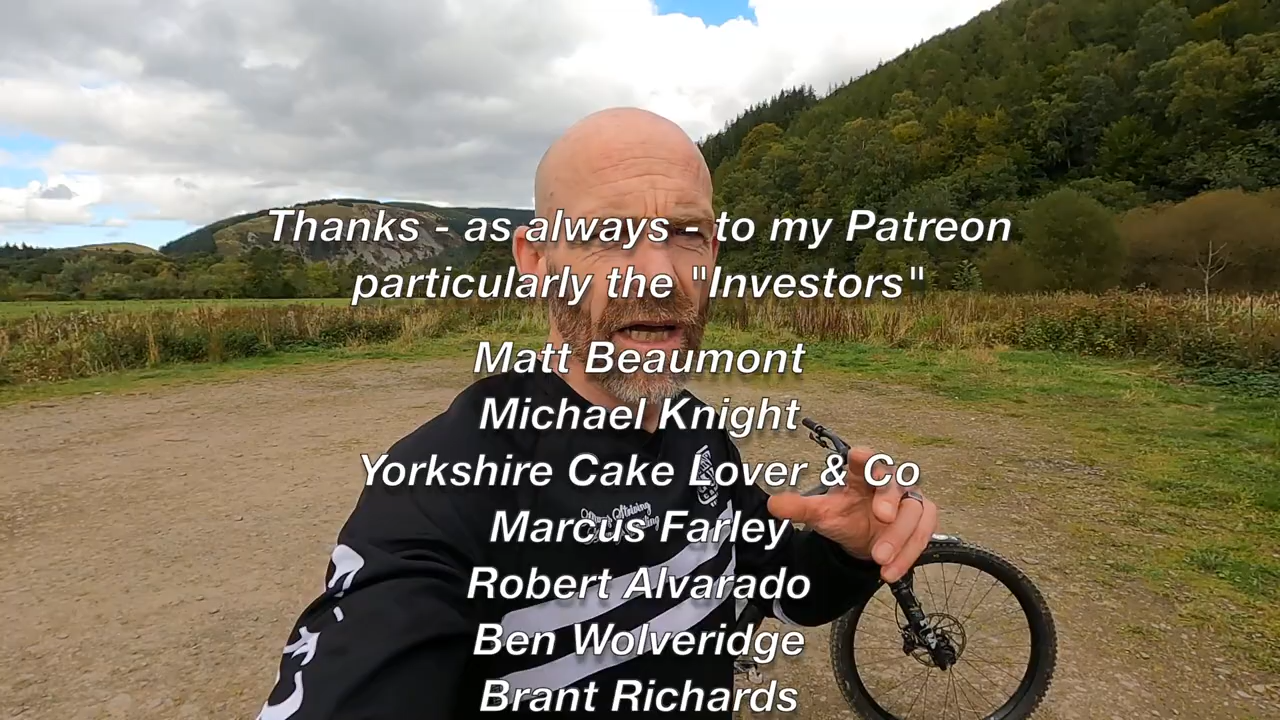 Thanks - as always - to my Patreon
particularly the "Investors"
Matt Beaumont
Michael Knight
Yorkshire Cake Lover & Co
Marcus Farley
Robert Alvarado
Ben Wolveridge
Brant Richards